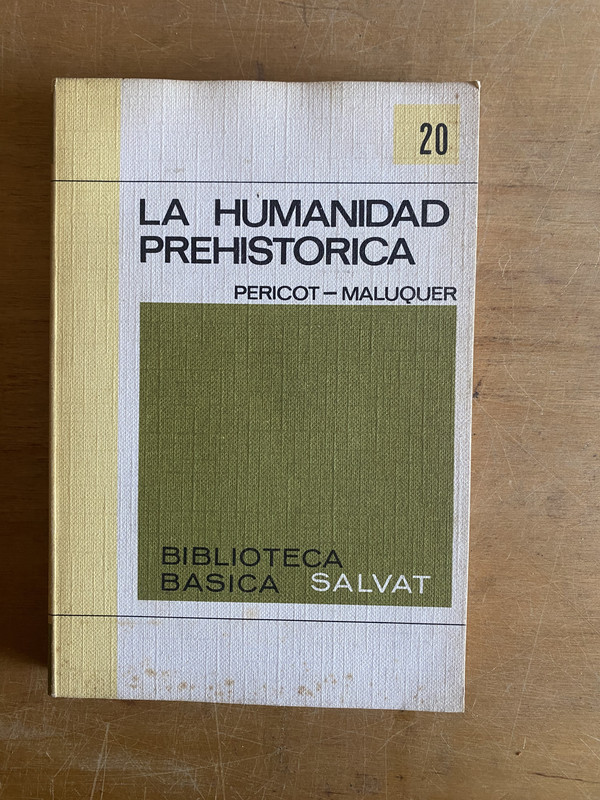 20
LA HUMANIDAD
PREHISTORICA
PERICOT – MALUQUER
BIBLIOTECA
BASICA SALVAT